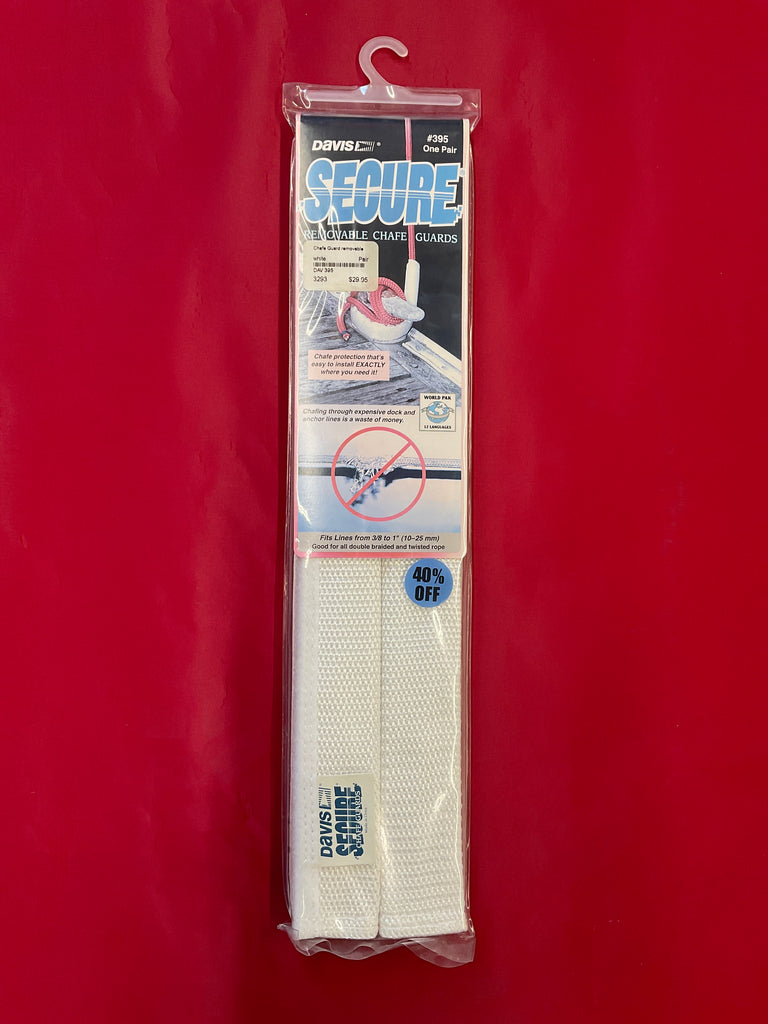 DAVIS®
#395
One Pair
SECURE®
REMOVABLE CHAFE GUARDS
Chafe Guard removable
white Pair
DAV 395
3293 $29.95
Chafe protection that's
easy to install EXACTLY
where you need it!
Chafing through expensive dock and
anchor lines is a waste of money.
WORLD PAK
12 LANGUAGES
Fits Lines from 3/8 to 1" (10–25 mm)
Good for all double braided and twisted rope
40%
OFF
DAVIS
SECURE
CHAFE GUARDS